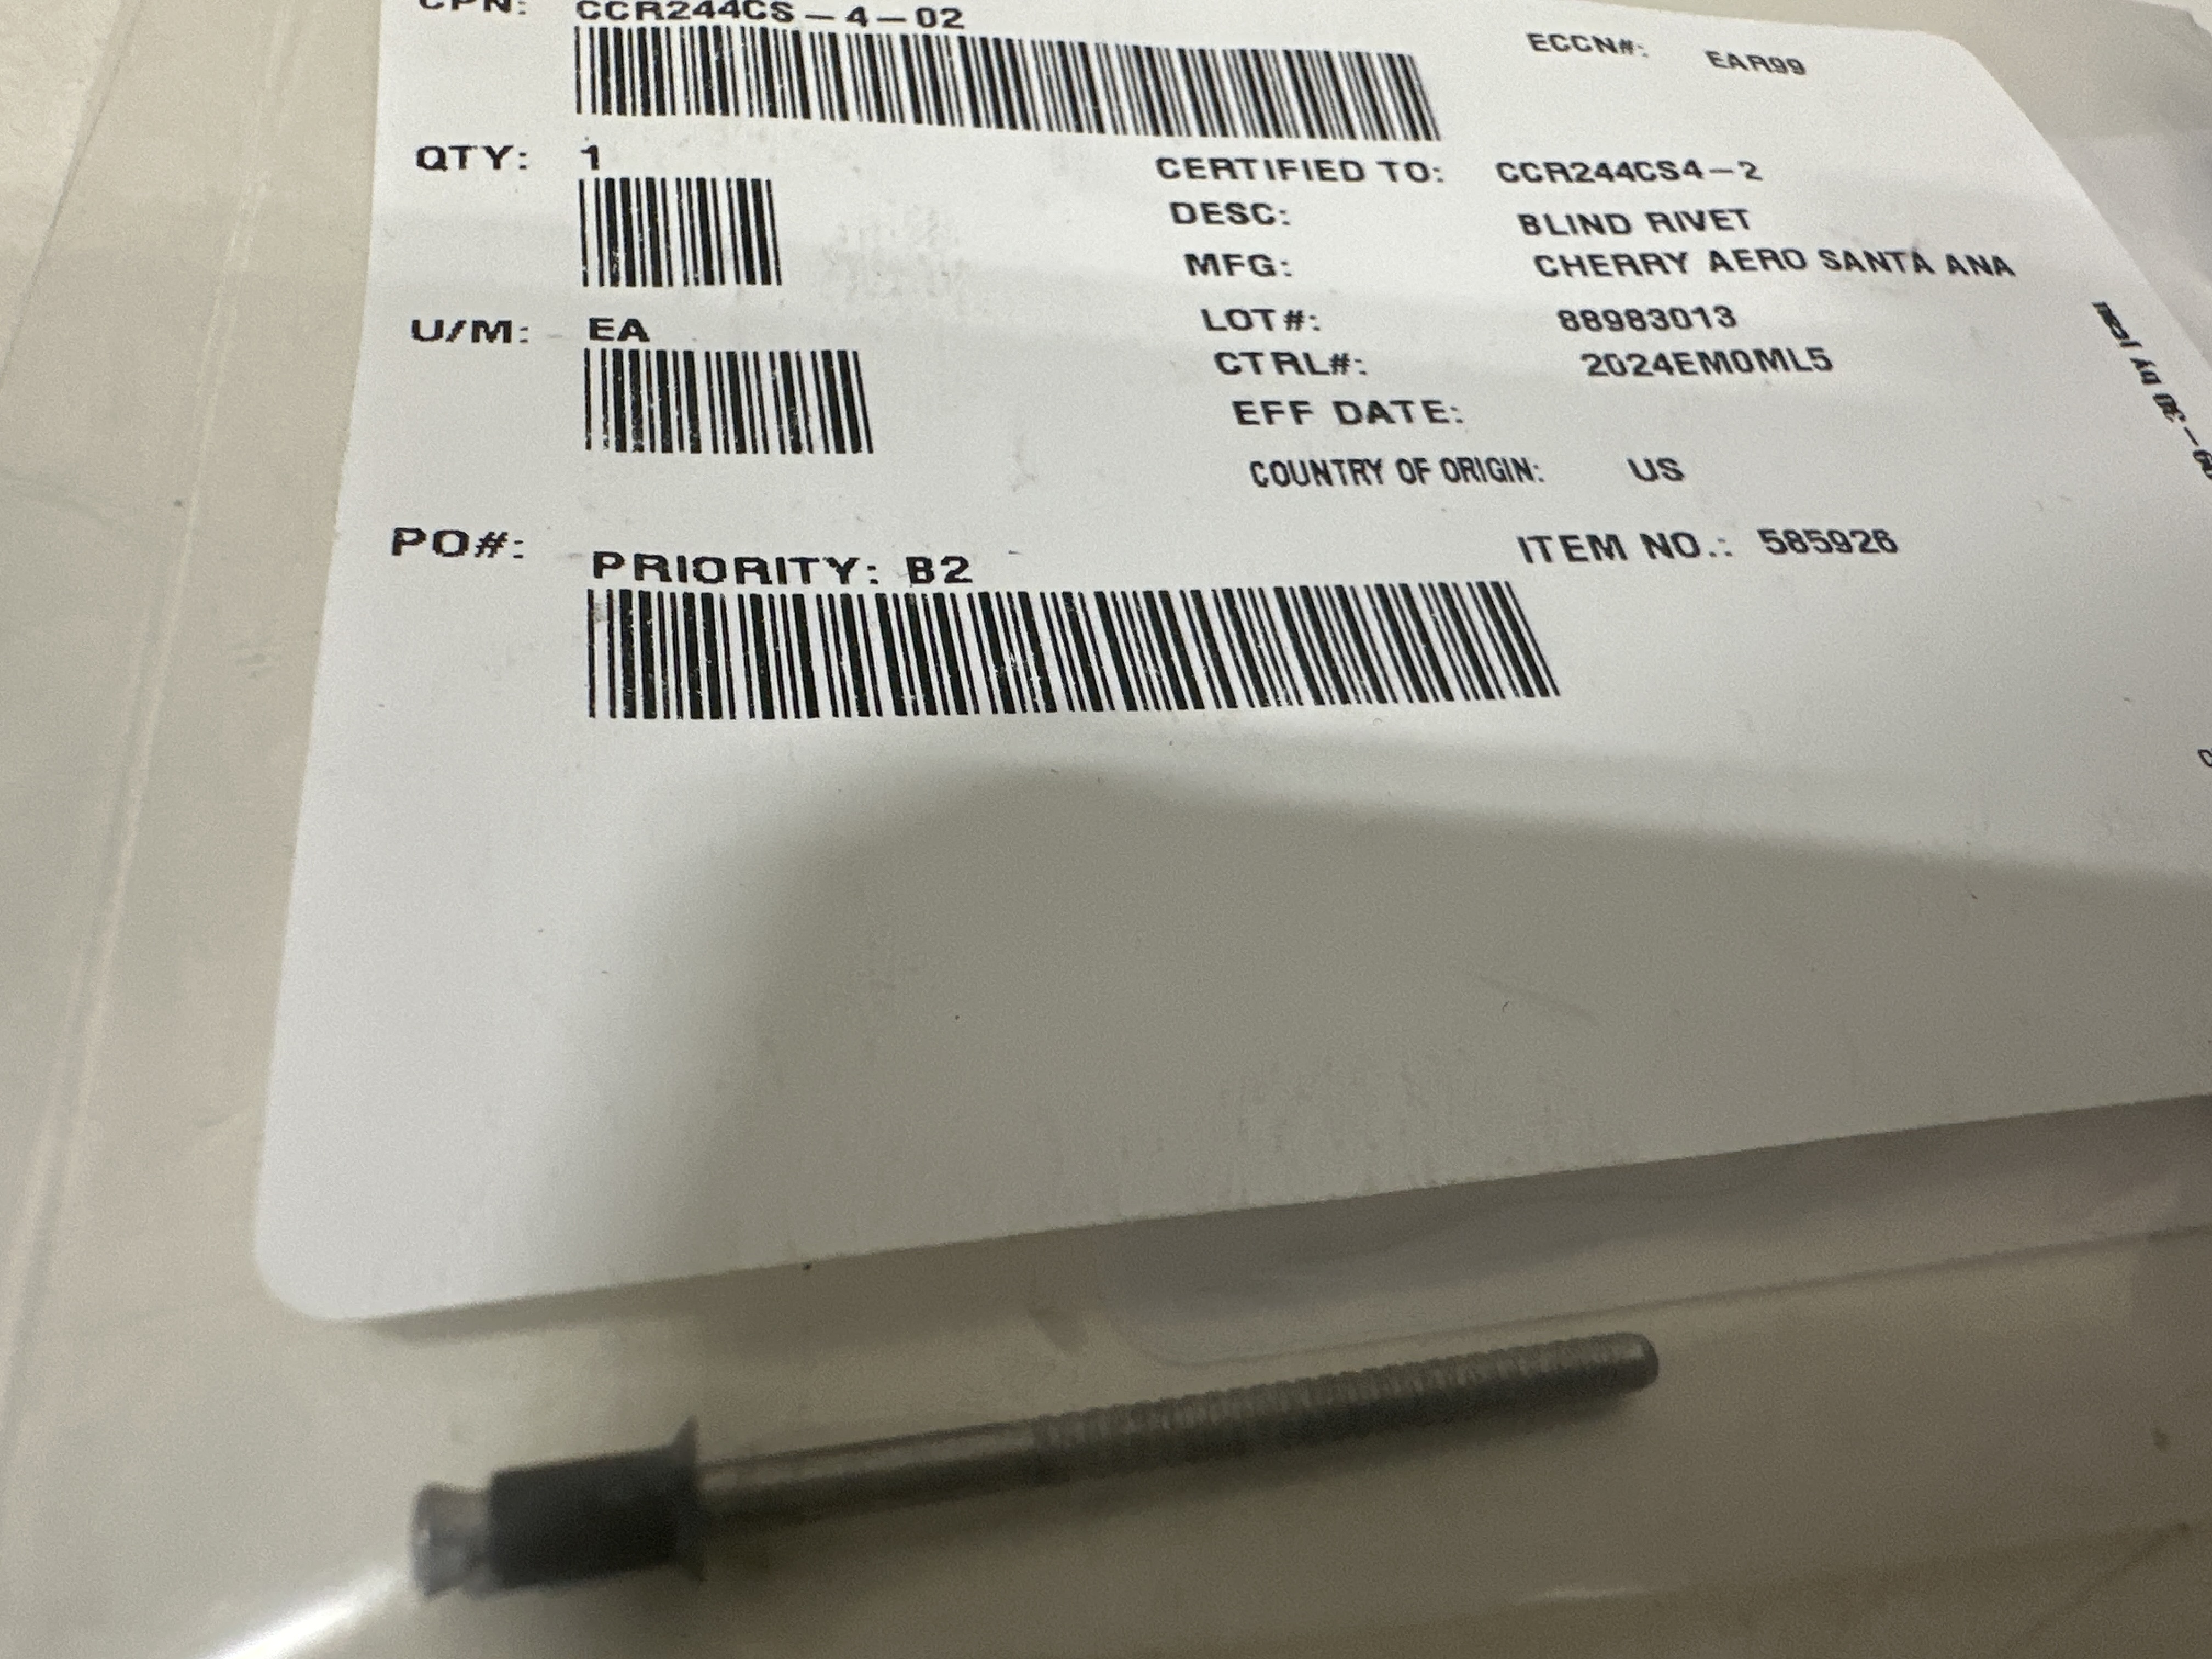 CPN: CCR244CS-4-02
ECCN#: EAR99
QTY: 1
CERTIFIED TO: CCR244CS4-2
DESC: BLIND RIVET
MFG: CHERRY AERO SANTA ANA
U/M: EA
LOT#: 88983013
CTRL#: 2024EM0ML5
EFF DATE:
COUNTRY OF ORIGIN: US
PO#: PRIORITY: B2
ITEM NO.: 585926